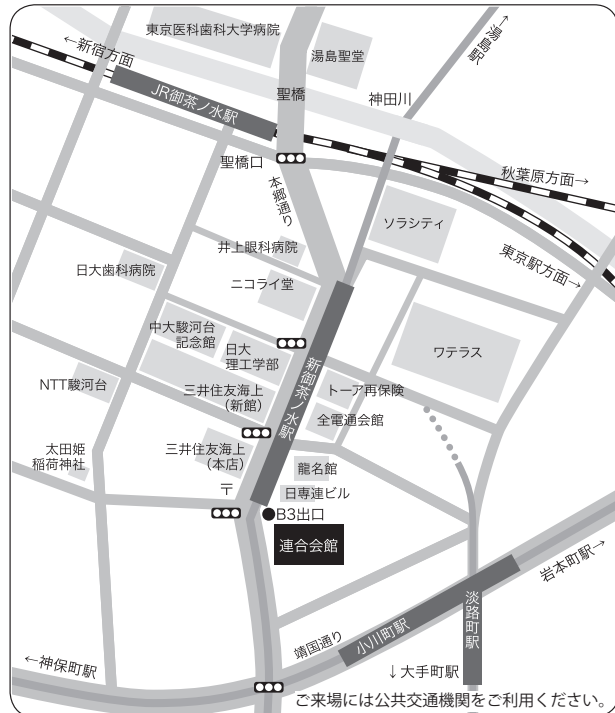 東京医科歯科大学病院
←新宿方面
湯島聖堂
→湯島駅
JR御茶ノ水駅
聖橋
神田川
聖橋口
本郷通り
秋葉原方面→
ソラシティ
井上眼科病院
東京駅方面→
日大歯科病院
ニコライ堂
中大駿河台
記念館
日大
理工学部
ワテラス
新御茶ノ水駅
NTT駿河台
三井住友海上
(新館)
トーア再保険
全電通会館
太田姫
稲荷神社
三井住友海上
(本店)
龍名館
〒
日専連ビル
B3出口
連合会館
岩本町駅→
淡路町駅
小川町駅
靖国通り
←神保町駅
↓大手町駅
ご来場には公共交通機関をご利用ください。